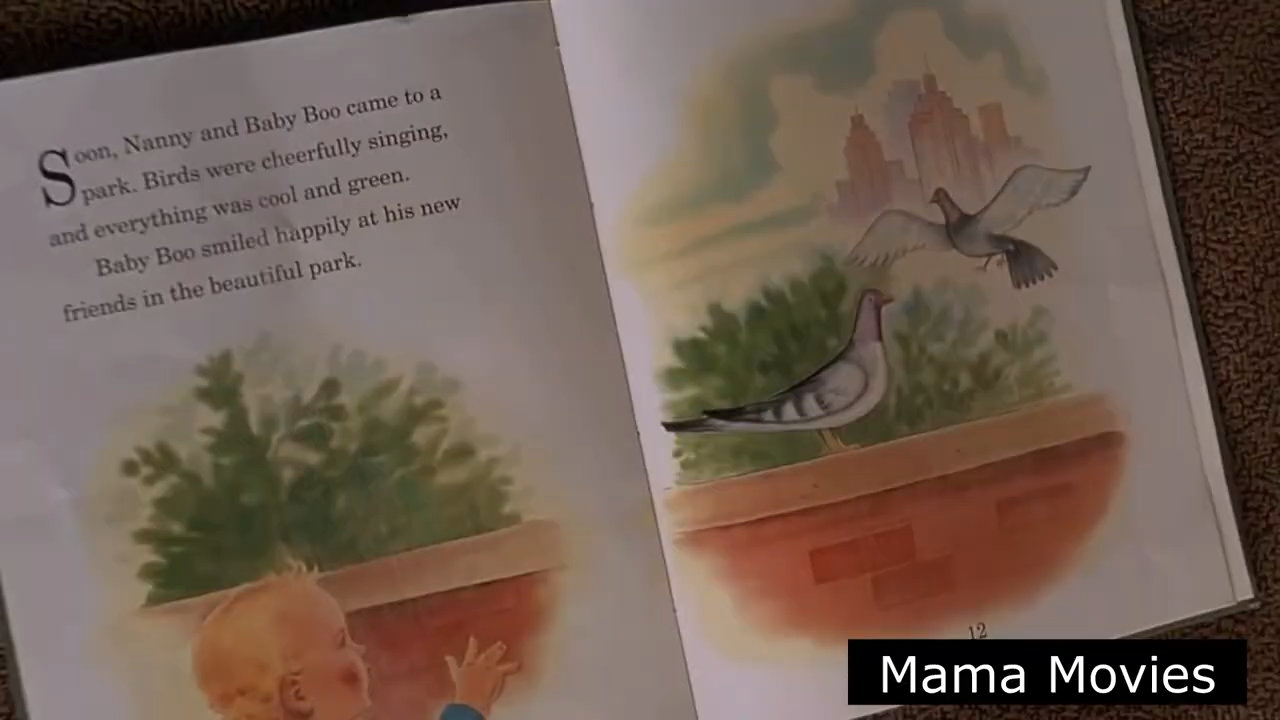 Soon, Nanny and Baby Boo came to a
park. Birds were cheerfully singing,
and everything was cool and green.
Baby Boo smiled happily at his new
friends in the beautiful park.
12
Mama Movies